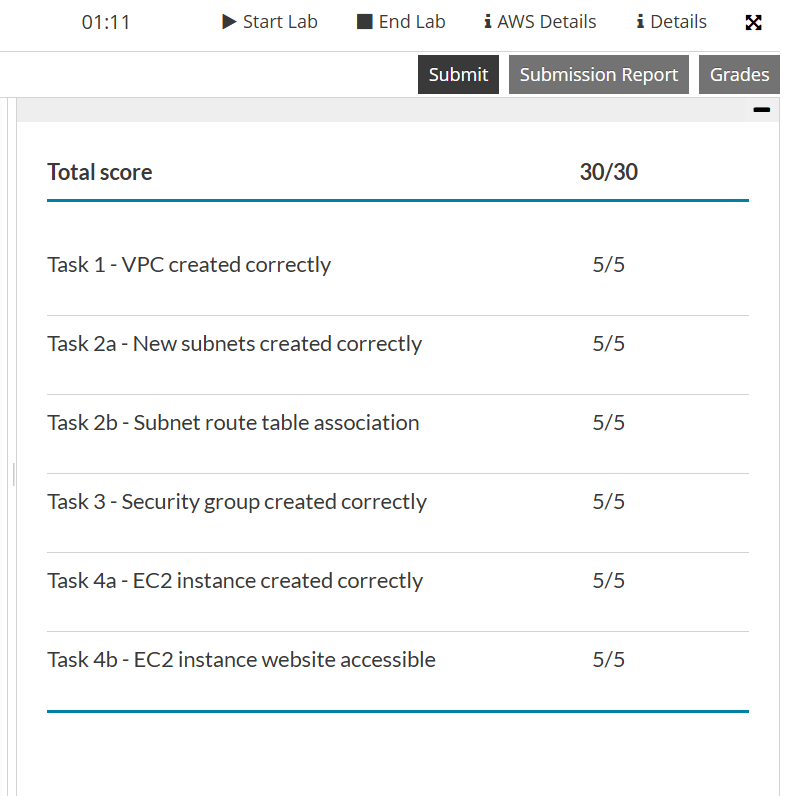 01:11 Start Lab End Lab AWS Details Details
Submit Submission Report Grades
Total score 30/30
Task 1 - VPC created correctly 5/5
Task 2a - New subnets created correctly 5/5
Task 2b - Subnet route table association 5/5
Task 3 - Security group created correctly 5/5
Task 4a - EC2 instance created correctly 5/5
Task 4b - EC2 instance website accessible 5/5